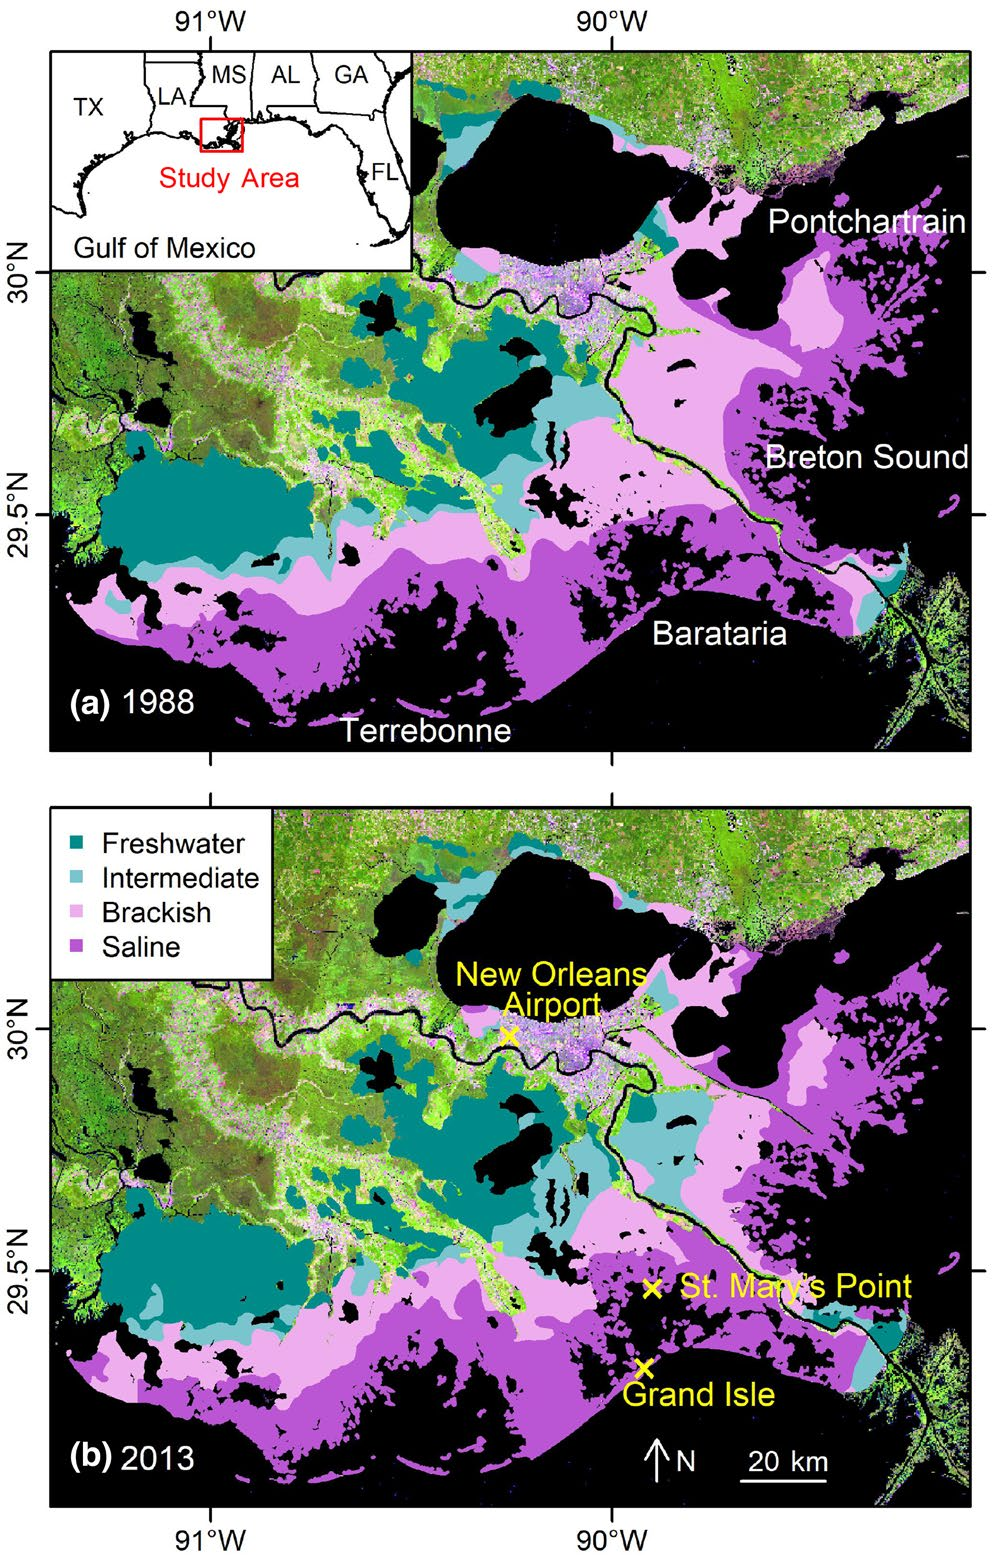 91°W 90°W
TX LA MS AL GA
FL
Study Area
Gulf of Mexico
30°N
29.5°N
Pontchartrain
Breton Sound
Barataria
Terrebonne
(a) 1988
Freshwater
Intermediate
Brackish
Saline
New Orleans
Airport
30°N
29.5°N
St. Mary's Point
Grand Isle
(b) 2013
N 20 km
91°W 90°W